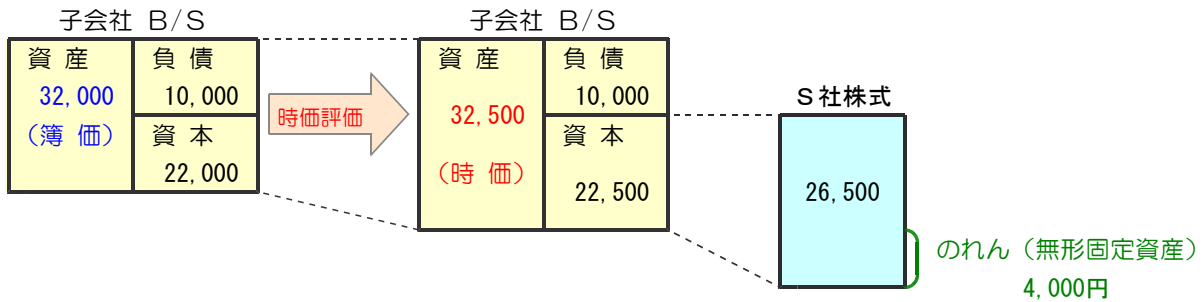 子会社 B/S
資 産
32,000
(簿 価)
負 債
10,000
資 本
22,000
時価評価
子会社 B/S
資 産
32,500
(時 価)
負 債
10,000
資 本
22,500
S社株式
26,500
のれん(無形固定資産)
4,000円